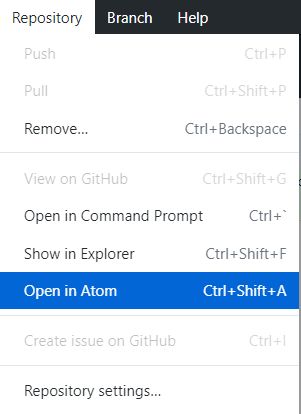 Repository Branch Help
Push Ctrl+P
Pull Ctrl+Shift+P
Remove... Ctrl+Backspace
View on GitHub Ctrl+Shift+G
Open in Command Prompt Ctrl+`
Show in Explorer Ctrl+Shift+F
Open in Atom Ctrl+Shift+A
Create issue on GitHub Ctrl+I
Repository settings...